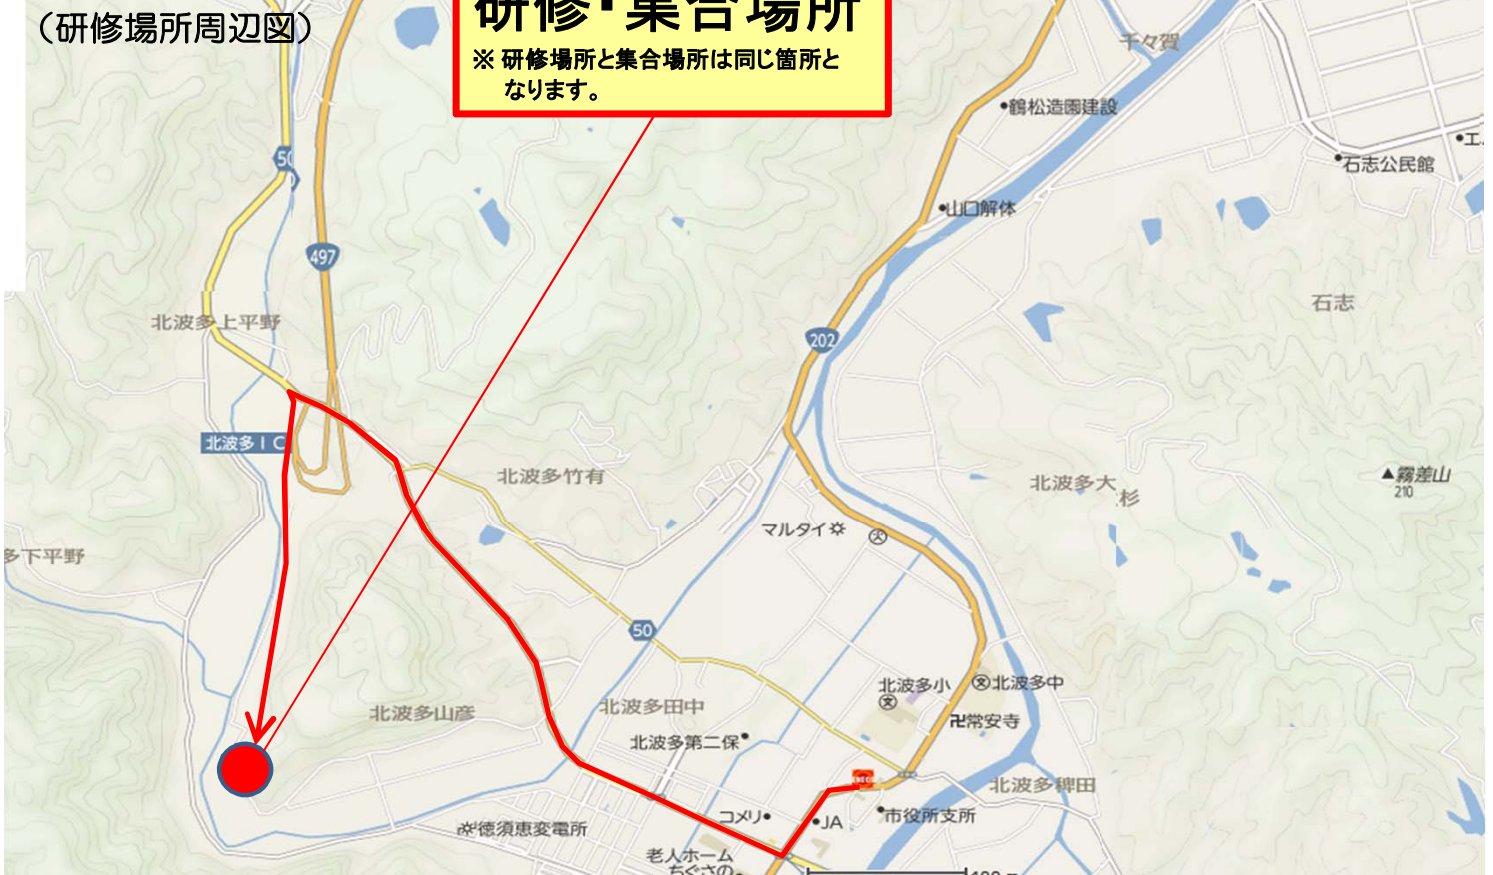 (研修場所周辺図)
研修・集合場所
※ 研修場所と集合場所は同じ箇所と
なります。
千々賀
鶴松造園建設
石志公民館
50
山口解体
497
石志
北波多上平野
202
北波多ＩＣ
北波多竹有
北波多大杉
霧差山
210
マルタイ
多下平野
50
北波多小
北波多中
北波多田中
北波多山彦
常安寺
北波多第二保
北波多稗田
コメリ
JA
市役所支所
徳須恵変電所
老人ホーム
ちぐさの